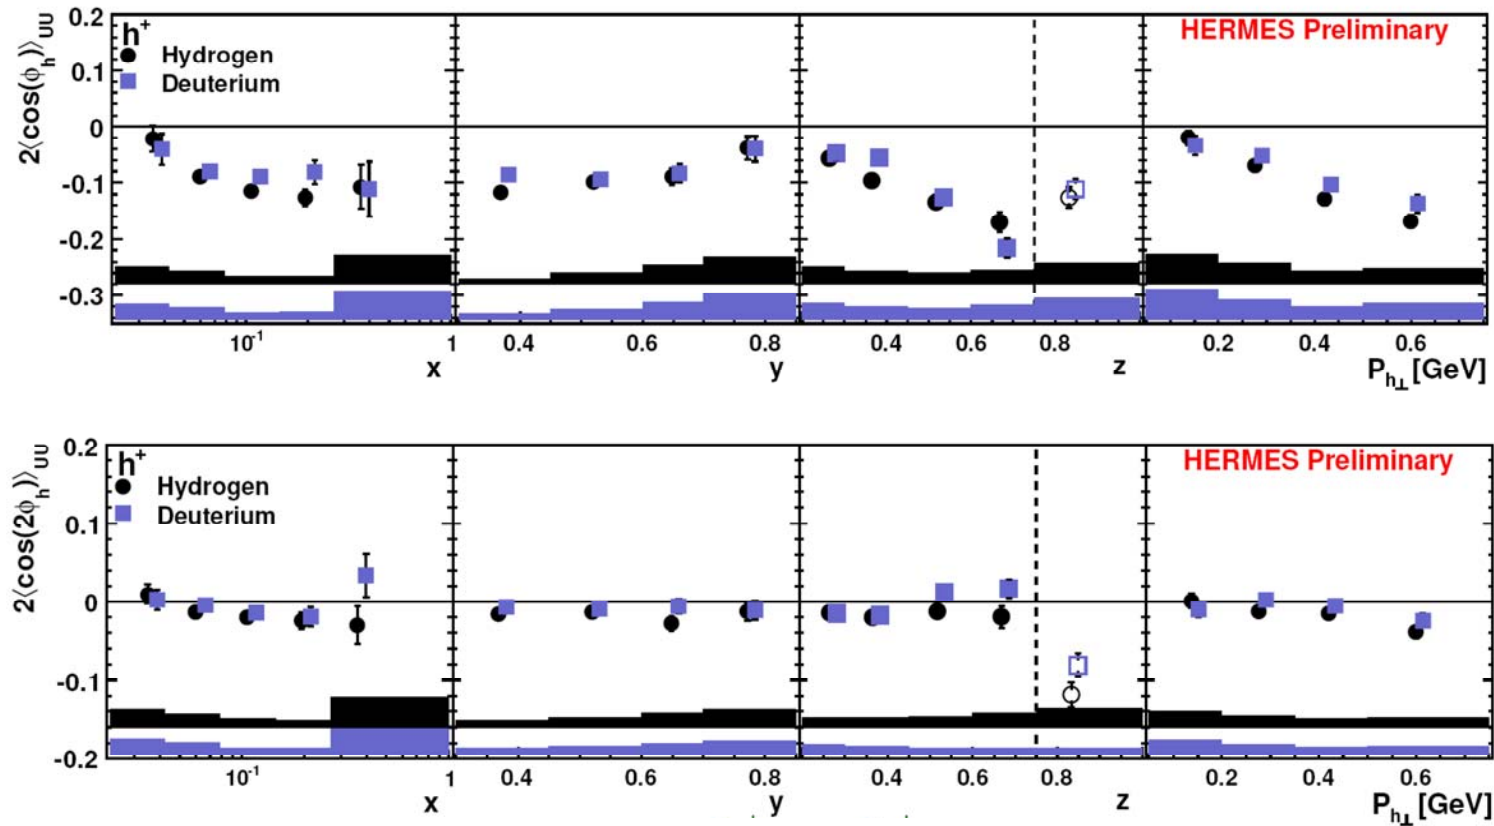 2⟨cos(ϕh)⟩UU
0.2
0.1
0
-0.1
-0.2
-0.3
h+
Hydrogen
Deuterium
HERMES Preliminary
10-1 1 0.4 0.6 0.8 0.4 0.6 0.8 0.2 0.4 0.6
x y z Ph⊥ [GeV]
2⟨cos(2ϕh)⟩UU
0.2
0.1
0
-0.1
-0.2
h+
Hydrogen
Deuterium
HERMES Preliminary
10-1 1 0.4 0.6 0.8 0.4 0.6 0.8 0.2 0.4 0.6
x y z Ph⊥ [GeV]